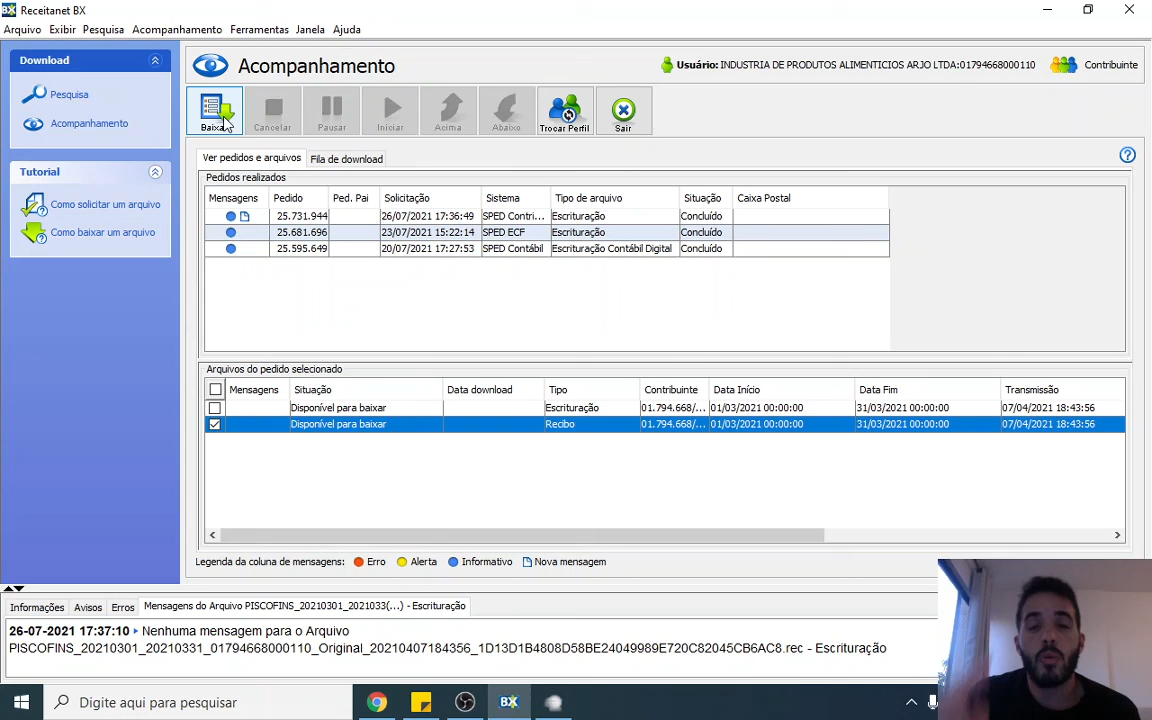 Receitanet BX
Arquivo Exibir Pesquisa Acompanhamento Ferramentas Janela Ajuda
Download
Pesquisa
Acompanhamento
Tutorial
Como solicitar um arquivo
Como baixar um arquivo
Acompanhamento
Usuário: INDUSTRIA DE PRODUTOS ALIMENTICIOS ARJO LTDA:01794668000110 Contribuinte
Baixar Cancelar Pausar Iniciar Acima Abaixo Trocar Perfil Sair
Ver pedidos e arquivos Fila de download
Pedidos realizados
Mensagens Pedido Ped. Pai Solicitação Sistema Tipo de arquivo Situação Caixa Postal
25.731.944 26/07/2021 17:36:49 SPED Contri... Escrituração Concluído
25.681.696 23/07/2021 15:22:14 SPED ECF Escrituração Concluído
25.595.649 20/07/2021 17:27:53 SPED Contábil Escrituração Contábil Digital Concluído
Arquivos do pedido selecionado
Mensagens Situação Data download Tipo Contribuinte Data Início Data Fim Transmissão
Disponível para baixar Escrituração 01.794.668/... 01/03/2021 00:00:00 31/03/2021 00:00:00 07/04/2021 18:43:56
Disponível para baixar Recibo 01.794.668/... 01/03/2021 00:00:00 31/03/2021 00:00:00 07/04/2021 18:43:56
Legenda da coluna de mensagens: Erro Alerta Informativo Nova mensagem
Informações Avisos Erros Mensagens do Arquivo PISCOFINS_20210301_2021033(...) - Escrituração
26-07-2021 17:37:10 Nenhuma mensagem para o Arquivo
PISCOFINS_20210301_20210331_01794668000110_Original_20210407184356_1D13D1B4808D58BE24049989E720C82045CB6AC8.rec - Escrituração
Digite aqui para pesquisar
BX